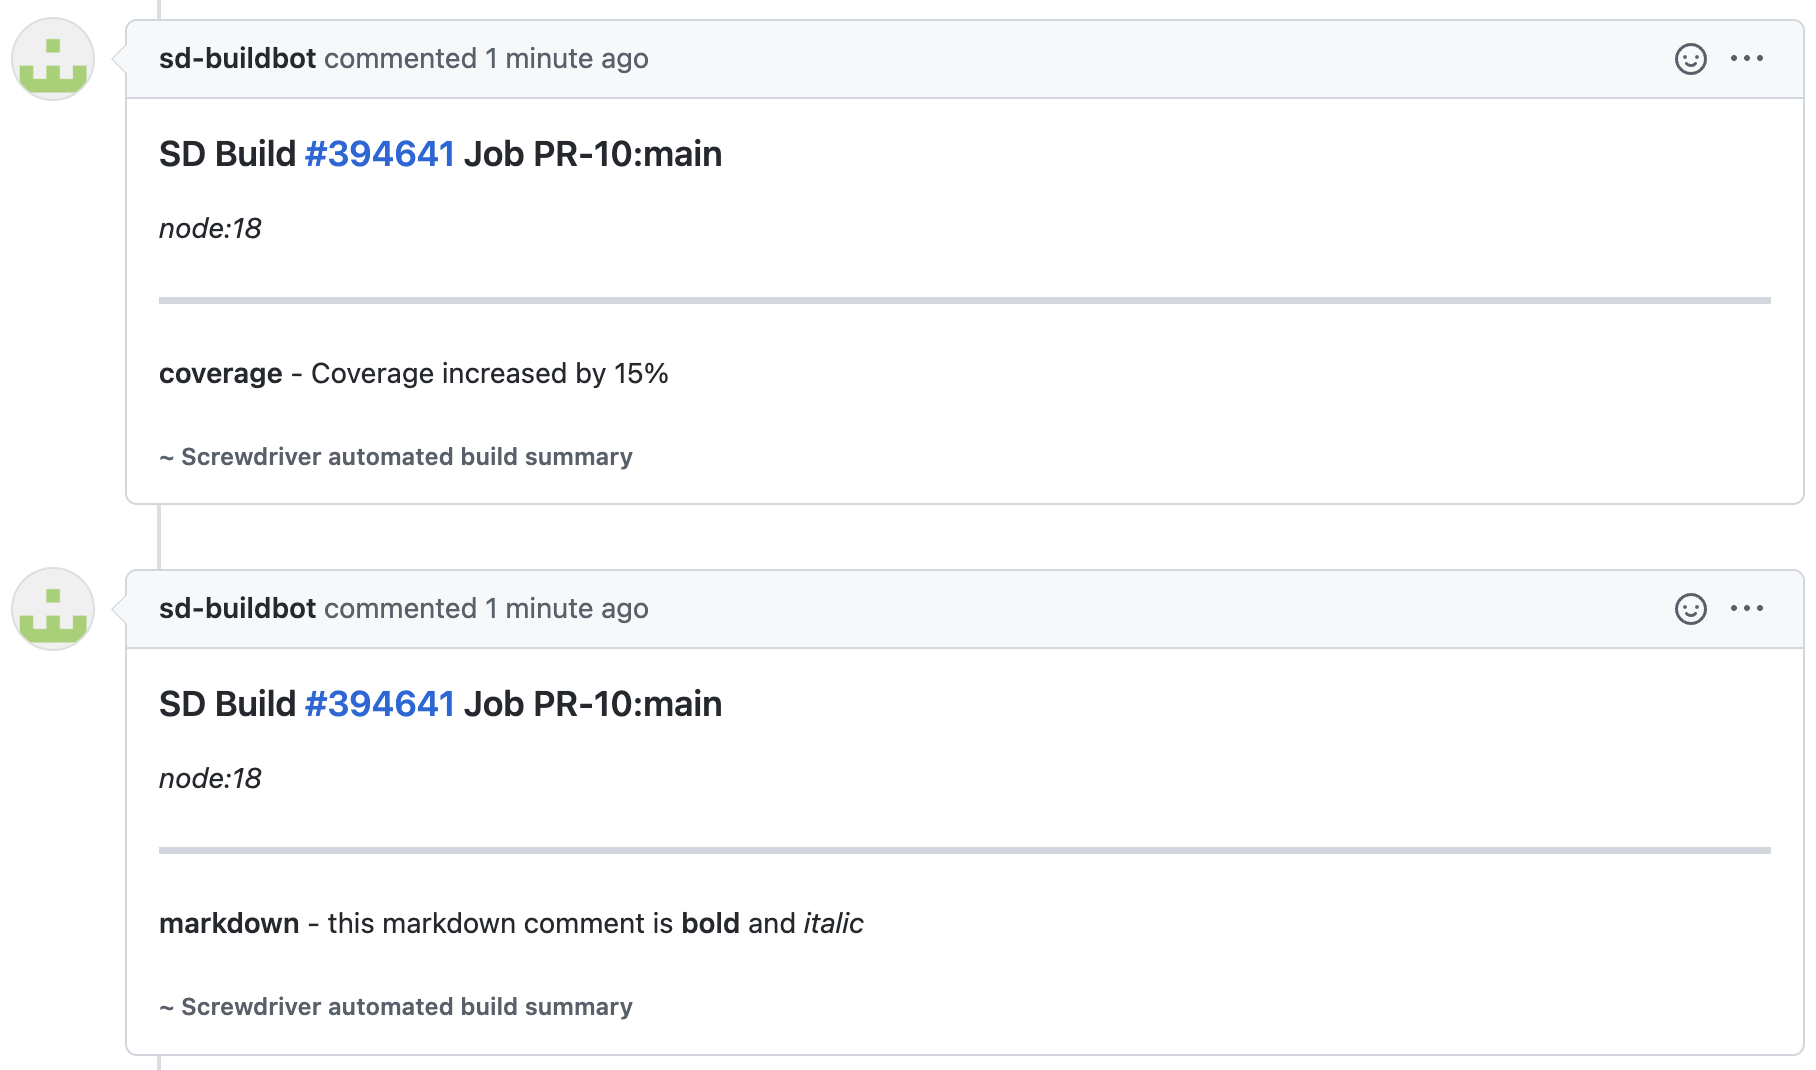 sd-buildbot commented 1 minute ago
SD Build #394641 Job PR-10:main
node:18
coverage - Coverage increased by 15%
~ Screwdriver automated build summary
sd-buildbot commented 1 minute ago
SD Build #394641 Job PR-10:main
node:18
markdown - this markdown comment is bold and italic
~ Screwdriver automated build summary